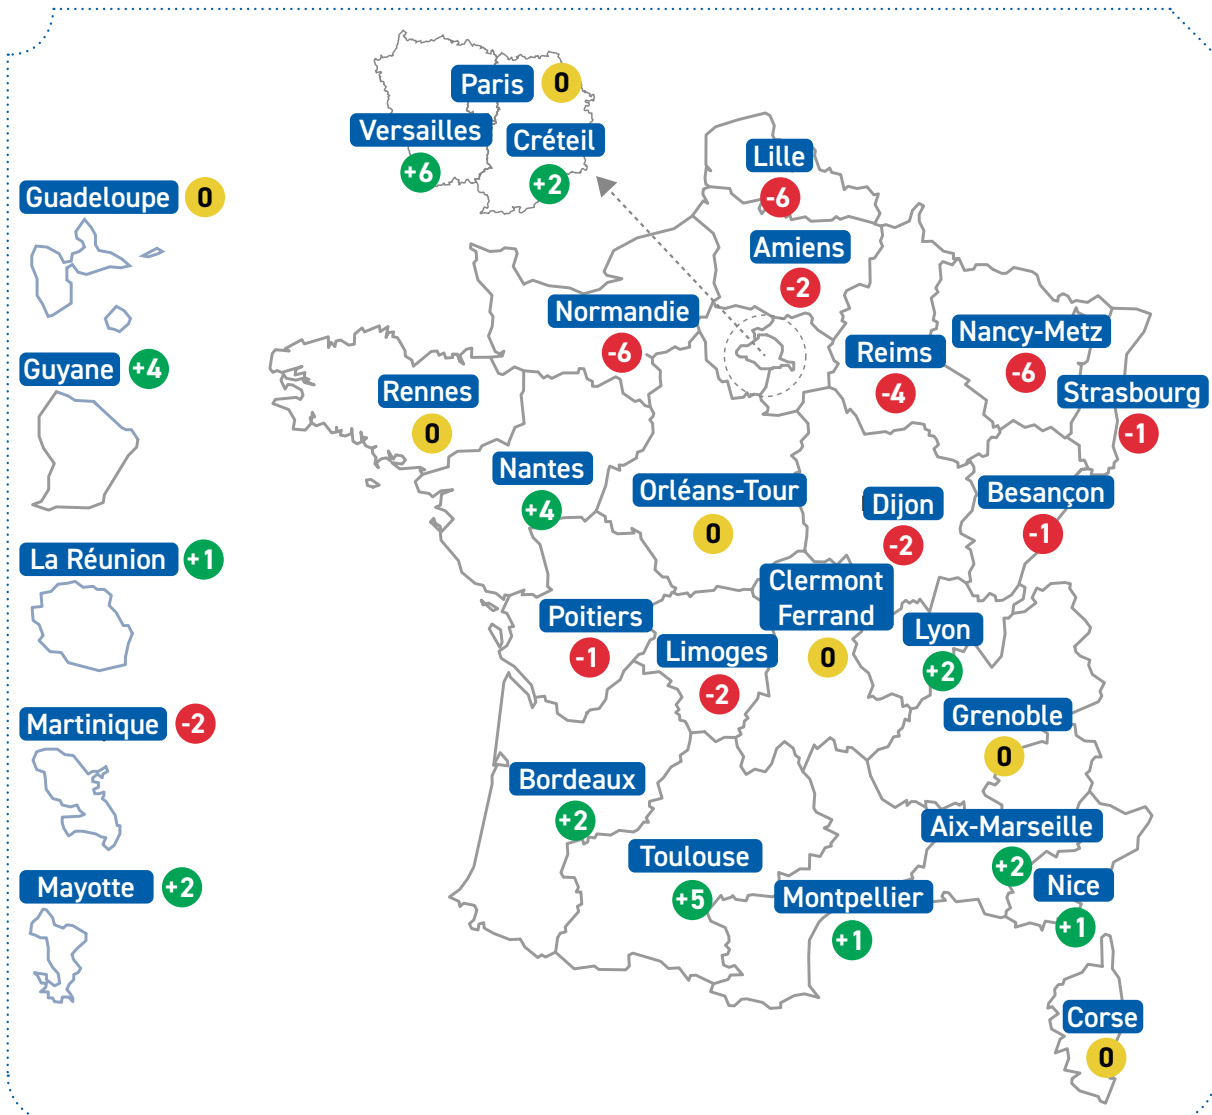 Paris 0
Versailles
+6
Créteil
+2
Guadeloupe 0
Guyane +4
La Réunion +1
Martinique -2
Mayotte +2
Lille
-6
Amiens
-2
Normandie
-6
Reims
-4
Nancy-Metz
-6
Strasbourg
-1
Rennes
0
Nantes
+4
Orléans-Tour
0
Dijon
-2
Besançon
-1
Poitiers
-1
Limoges
-2
Clermont
Ferrand
0
Lyon
+2
Grenoble
0
Bordeaux
+2
Toulouse
+5
Montpellier
+1
Aix-Marseille
+2
Nice
+1
Corse
0